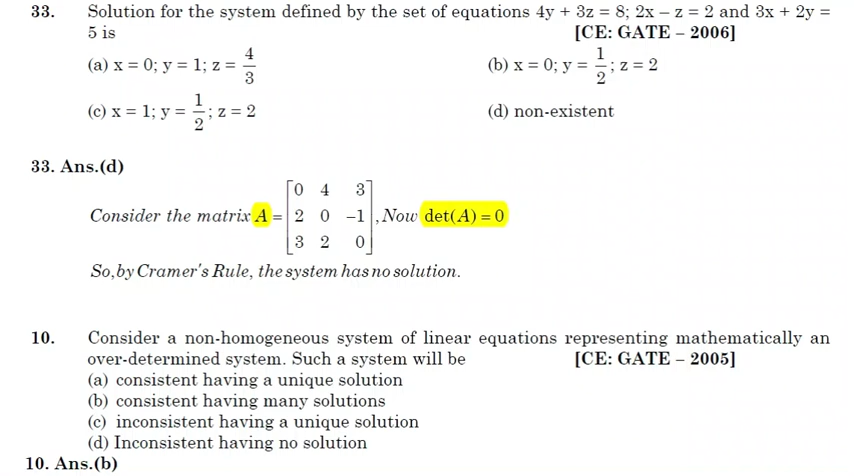 33. Solution for the system defined by the set of equations 4y + 3z = 8; 2x – z = 2 and 3x + 2y =
5 is [CE: GATE – 2006]
(a) x = 0; y = 1; z = 4/3 (b) x = 0; y = 1/2; z = 2
(c) x = 1; y = 1/2; z = 2 (d) non-existent
33. Ans.(d)
Consider the matrix A = [0 4 3
2 0 –1
3 2 0], Now det(A) = 0
So, by Cramer's Rule, the system has no solution.
10. Consider a non-homogeneous system of linear equations representing mathematically an
over-determined system. Such a system will be [CE: GATE – 2005]
(a) consistent having a unique solution
(b) consistent having many solutions
(c) inconsistent having a unique solution
(d) Inconsistent having no solution
10. Ans.(b)